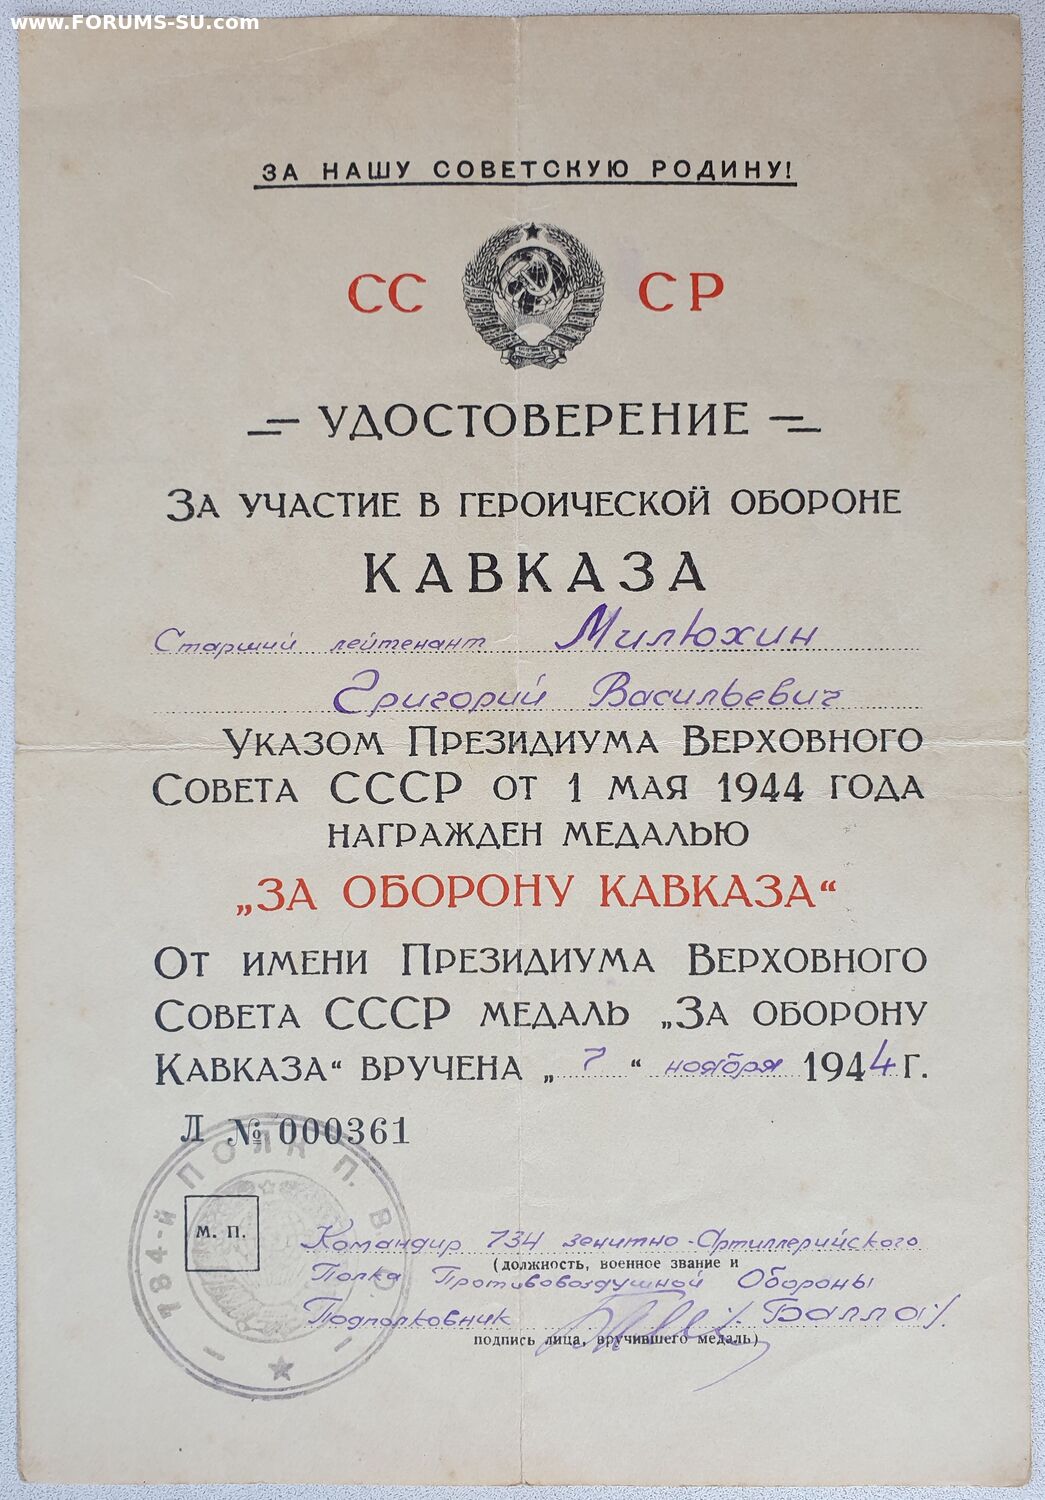 www.FORUMS-SU.com
ЗА НАШУ СОВЕТСКУЮ РОДИНУ!
СС СР
УДОСТОВЕРЕНИЕ
ЗА УЧАСТИЕ В ГЕРОИЧЕСКОЙ ОБОРОНЕ
КАВКАЗА
Старший лейтенант Милюхин
Григорий Васильевич
УКАЗОМ ПРЕЗИДИУМА ВЕРХОВНОГО
СОВЕТА СССР ОТ 1 МАЯ 1944 ГОДА
НАГРАЖДЕН МЕДАЛЬЮ
„ЗА ОБОРОНУ КАВКАЗА“
ОТ ИМЕНИ ПРЕЗИДИУМА ВЕРХОВНОГО
СОВЕТА СССР МЕДАЛЬ „ЗА ОБОРОНУ
КАВКАЗА“ ВРУЧЕНА „ 7 “ ноября 1944 Г.
Л № 000361
784-й ПОЛК П. В. О.
М. П.
Командир 734 зенитно-Артиллерийского
(должность, военное звание и
Полка Противовоздушной Обороны
Подполковник /Балла/.
подпись лица, вручившего медаль)